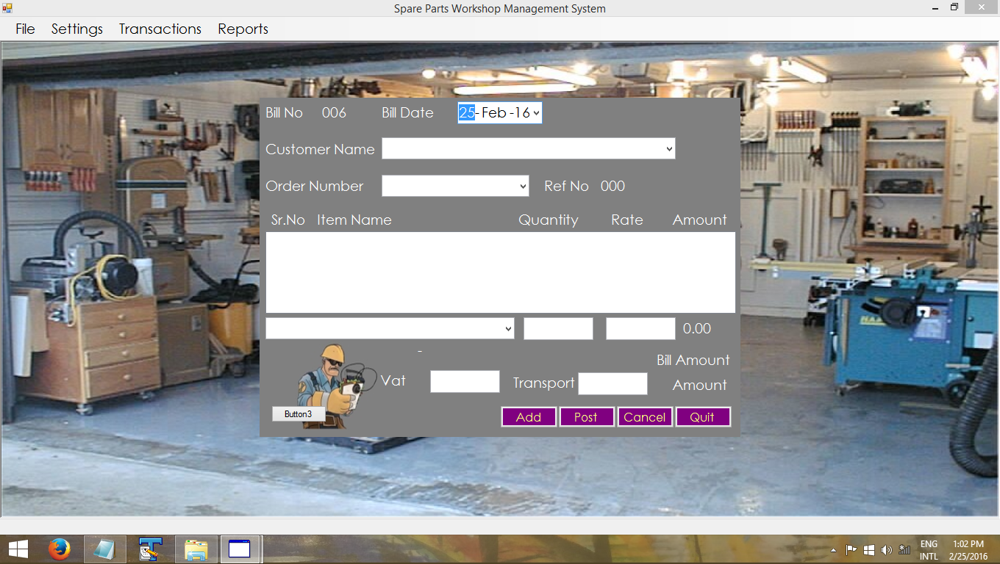 Spare Parts Workshop Management System
File Settings Transactions Reports
Bill No 006 Bill Date 25- Feb -16
Customer Name
Order Number Ref No 000
Sr.No Item Name Quantity Rate Amount
0.00
-
Bill Amount
Vat Transport Amount
Button3 Add Post Cancel Quit
ENG 1:02 PM
INTL 2/25/2016